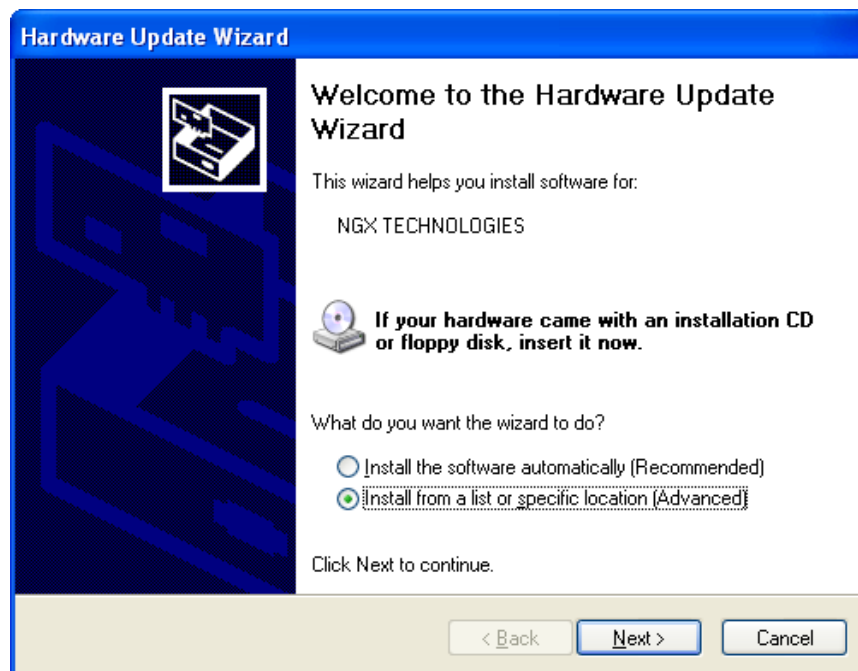 Hardware Update Wizard
Welcome to the Hardware Update
Wizard
This wizard helps you install software for:
NGX TECHNOLOGIES
If your hardware came with an installation CD
or floppy disk, insert it now.
What do you want the wizard to do?
Install the software automatically (Recommended)
Install from a list or specific location (Advanced)
Click Next to continue.
< Back
Next >
Cancel